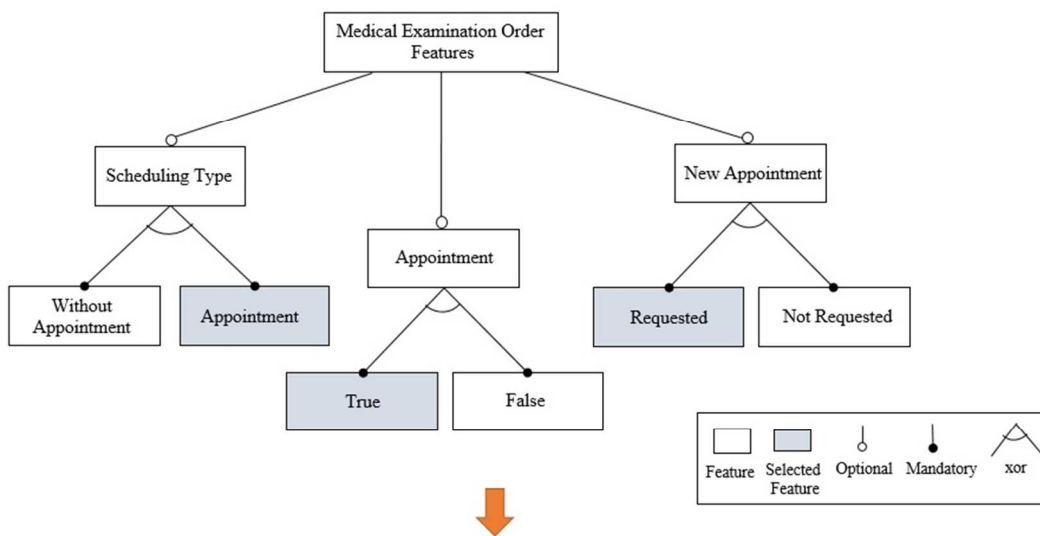 Medical Examination Order
Features
Scheduling Type
New Appointment
Appointment
Without
Appointment
Appointment
Requested
Not Requested
True
False
Feature
Selected
Feature
Optional
Mandatory
xor